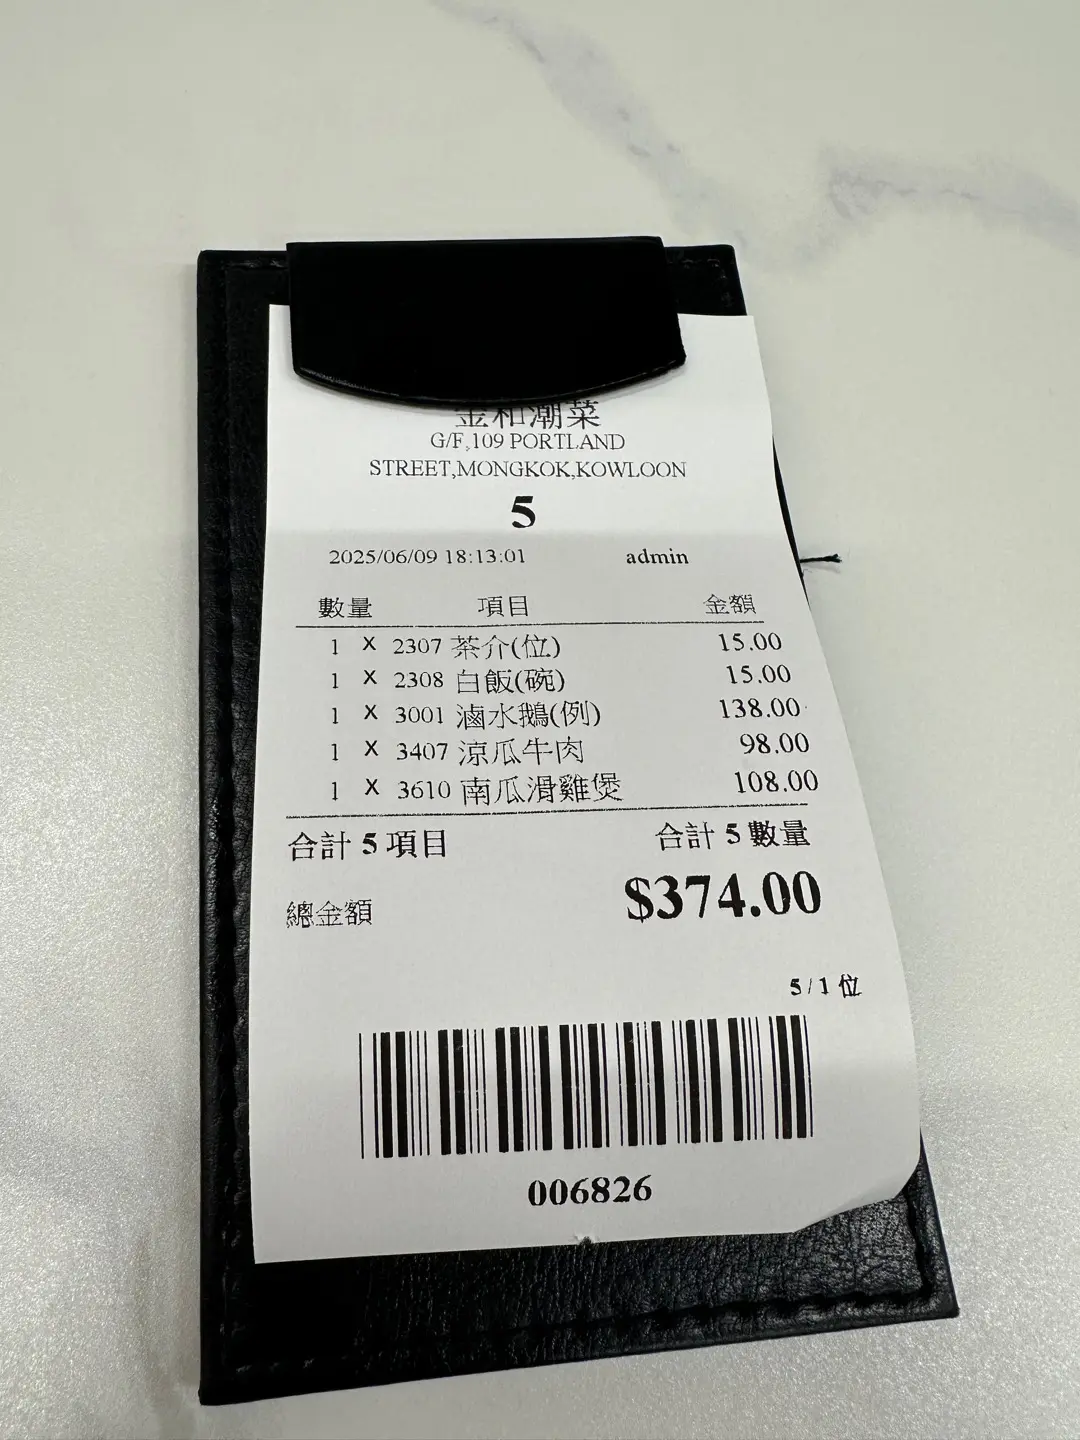 金和潮菜
G/F,109 PORTLAND
STREET,MONGKOK,KOWLOON
5
2025/06/09 18:13:01 admin
數量 項目 金額
1 X 2307 茶介(位) 15.00
1 X 2308 白飯(碗) 15.00
1 X 3001 滷水鵝(例) 138.00
1 X 3407 涼瓜牛肉 98.00
1 X 3610 南瓜滑雞煲 108.00
合計 5 項目 合計 5 數量
總金額 $374.00
5 / 1 位
006826